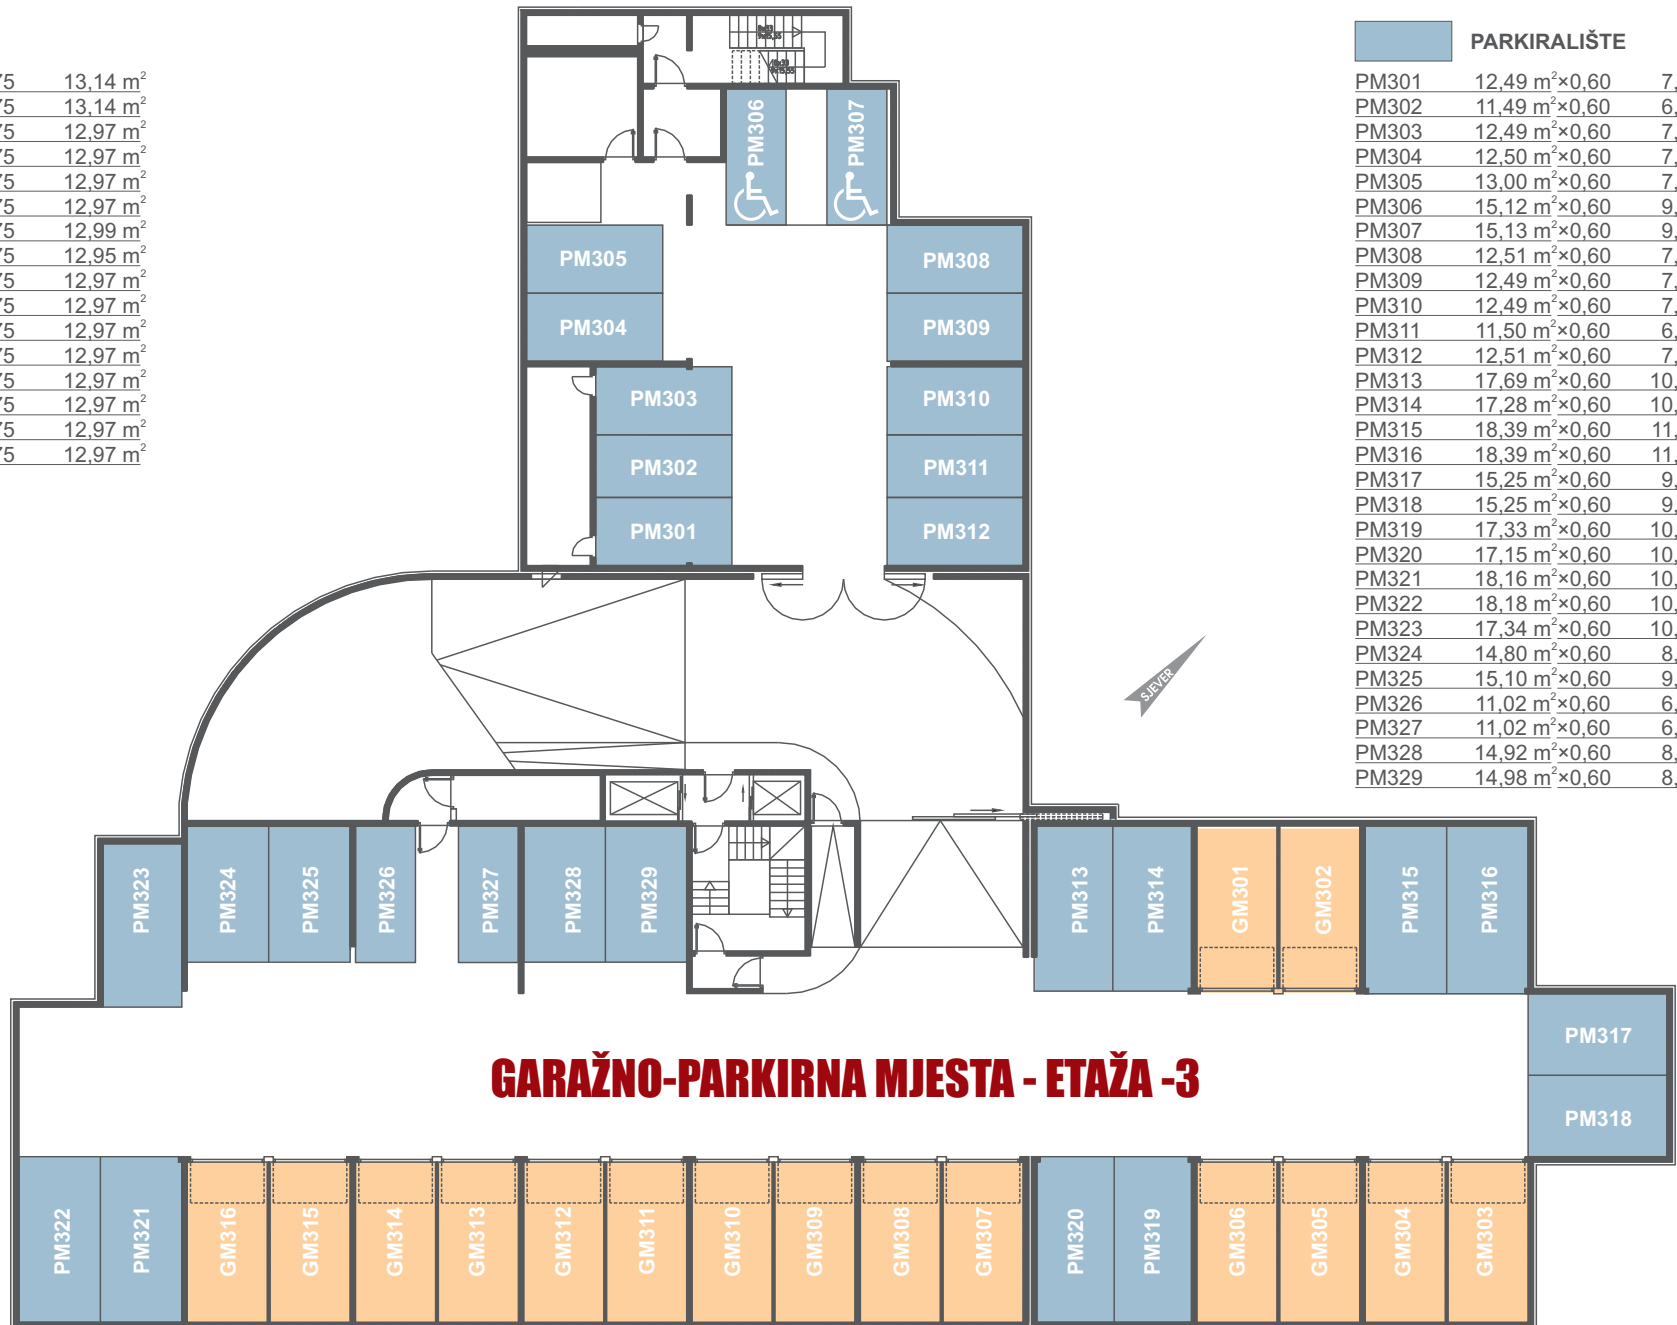 75 13,14 m²
75 13,14 m²
75 12,97 m²
75 12,97 m²
75 12,97 m²
75 12,97 m²
75 12,99 m²
75 12,95 m²
75 12,97 m²
75 12,97 m²
75 12,97 m²
75 12,97 m²
75 12,97 m²
75 12,97 m²
75 12,97 m²
75 12,97 m²
PARKIRALIŠTE
PM301 12,49 m²×0,60 7,
PM302 11,49 m²×0,60 6,
PM303 12,49 m²×0,60 7,
PM304 12,50 m²×0,60 7,
PM305 13,00 m²×0,60 7,
PM306 15,12 m²×0,60 9,
PM307 15,13 m²×0,60 9,
PM308 12,51 m²×0,60 7,
PM309 12,49 m²×0,60 7,
PM310 12,49 m²×0,60 7,
PM311 11,50 m²×0,60 6,
PM312 12,51 m²×0,60 7,
PM313 17,69 m²×0,60 10,
PM314 17,28 m²×0,60 10,
PM315 18,39 m²×0,60 11,
PM316 18,39 m²×0,60 11,
PM317 15,25 m²×0,60 9,
PM318 15,25 m²×0,60 9,
PM319 17,33 m²×0,60 10,
PM320 17,15 m²×0,60 10,
PM321 18,16 m²×0,60 10,
PM322 18,18 m²×0,60 10,
PM323 17,34 m²×0,60 10,
PM324 14,80 m²×0,60 8,
PM325 15,10 m²×0,60 9,
PM326 11,02 m²×0,60 6,
PM327 11,02 m²×0,60 6,
PM328 14,92 m²×0,60 8,
PM329 14,98 m²×0,60 8,
PM306
PM307
PM305
PM308
PM304
PM309
PM303
PM310
PM302
PM311
PM301
PM312
SJEVER
PM323
PM324
PM325
PM326
PM327
PM328
PM329
PM313
PM314
GM301
GM302
PM315
PM316
PM317
PM318
GARAŽNO-PARKIRNA MJESTA - ETAŽA -3
PM322
PM321
GM316
GM315
GM314
GM313
GM312
GM311
GM310
GM309
GM308
GM307
PM320
PM319
GM306
GM305
GM304
GM303